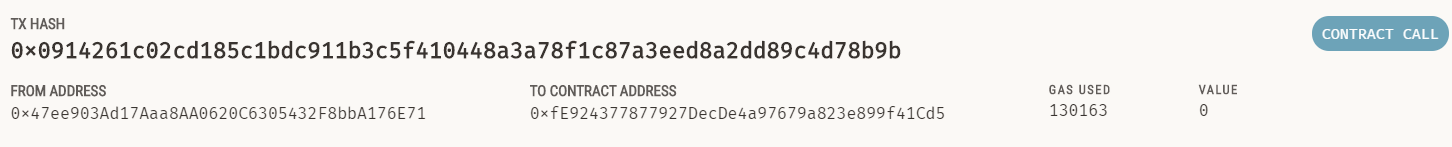 TX HASH
0×0914261c02cd185c1bdc911b3c5f410448a3a78f1c87a3eed8a2dd89c4d78b9b
CONTRACT CALL
FROM ADDRESS
TO CONTRACT ADDRESS
GAS USED
VALUE
0×47ee903Ad17Aaa8AA0620C6305432F8bbA176E71
0×fE924377877927DecDe4a97679a823e899f41Cd5
130163
0